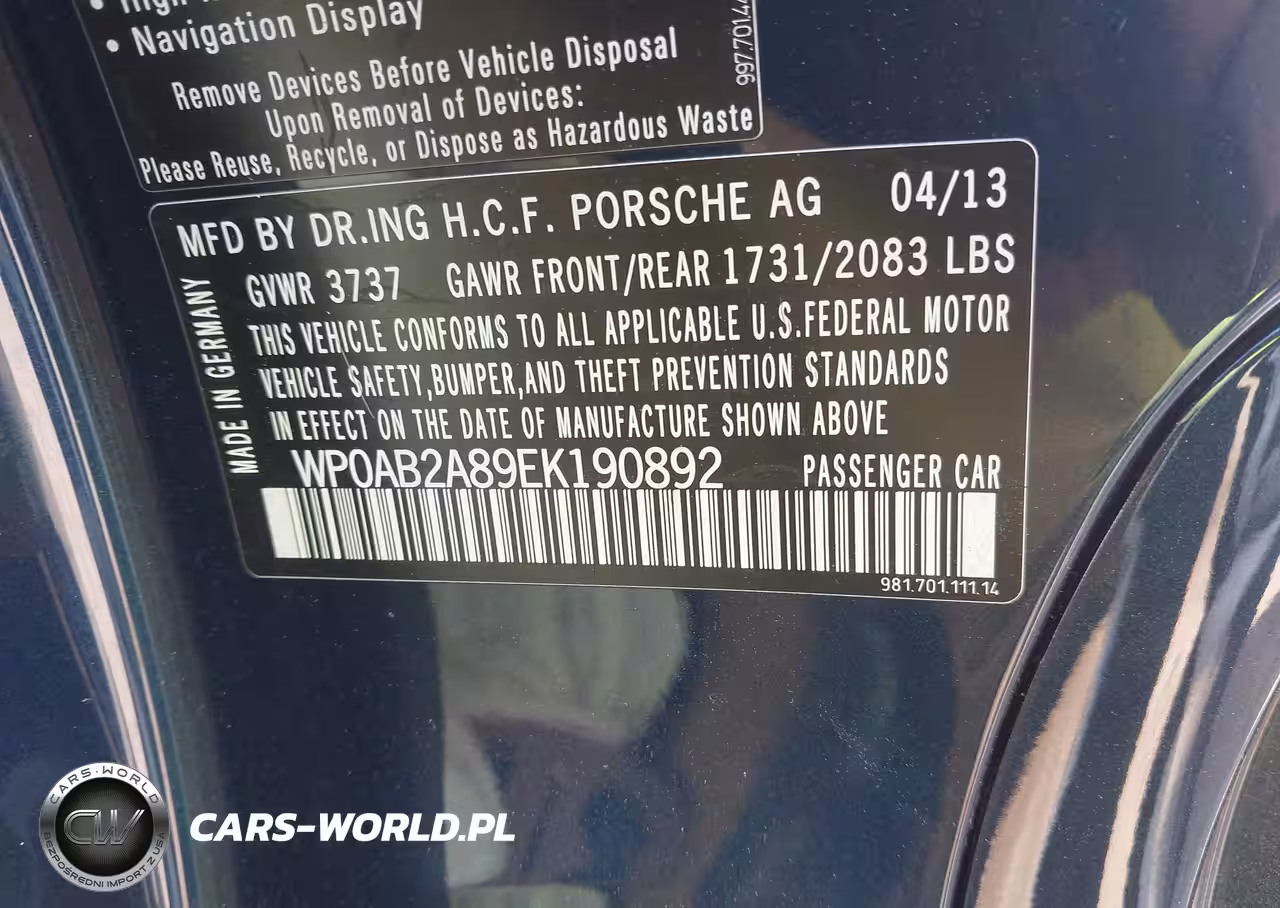 • Navigation Display
Remove Devices Before Vehicle Disposal
Upon Removal of Devices:
Please Reuse, Recycle, or Dispose as Hazardous Waste
997.701.4
MFD BY DR.ING H.C.F. PORSCHE AG 04/13
GVWR 3737 GAWR FRONT/REAR 1731/2083 LBS
THIS VEHICLE CONFORMS TO ALL APPLICABLE U.S.FEDERAL MOTOR
VEHICLE SAFETY,BUMPER,AND THEFT PREVENTION STANDARDS
IN EFFECT ON THE DATE OF MANUFACTURE SHOWN ABOVE
MADE IN GERMANY
WP0AB2A89EK190892 PASSENGER CAR
981.701.111.14
CARS-WORLD
CW
BEZPOŚREDNI IMPORT Z USA
CARS-WORLD.PL